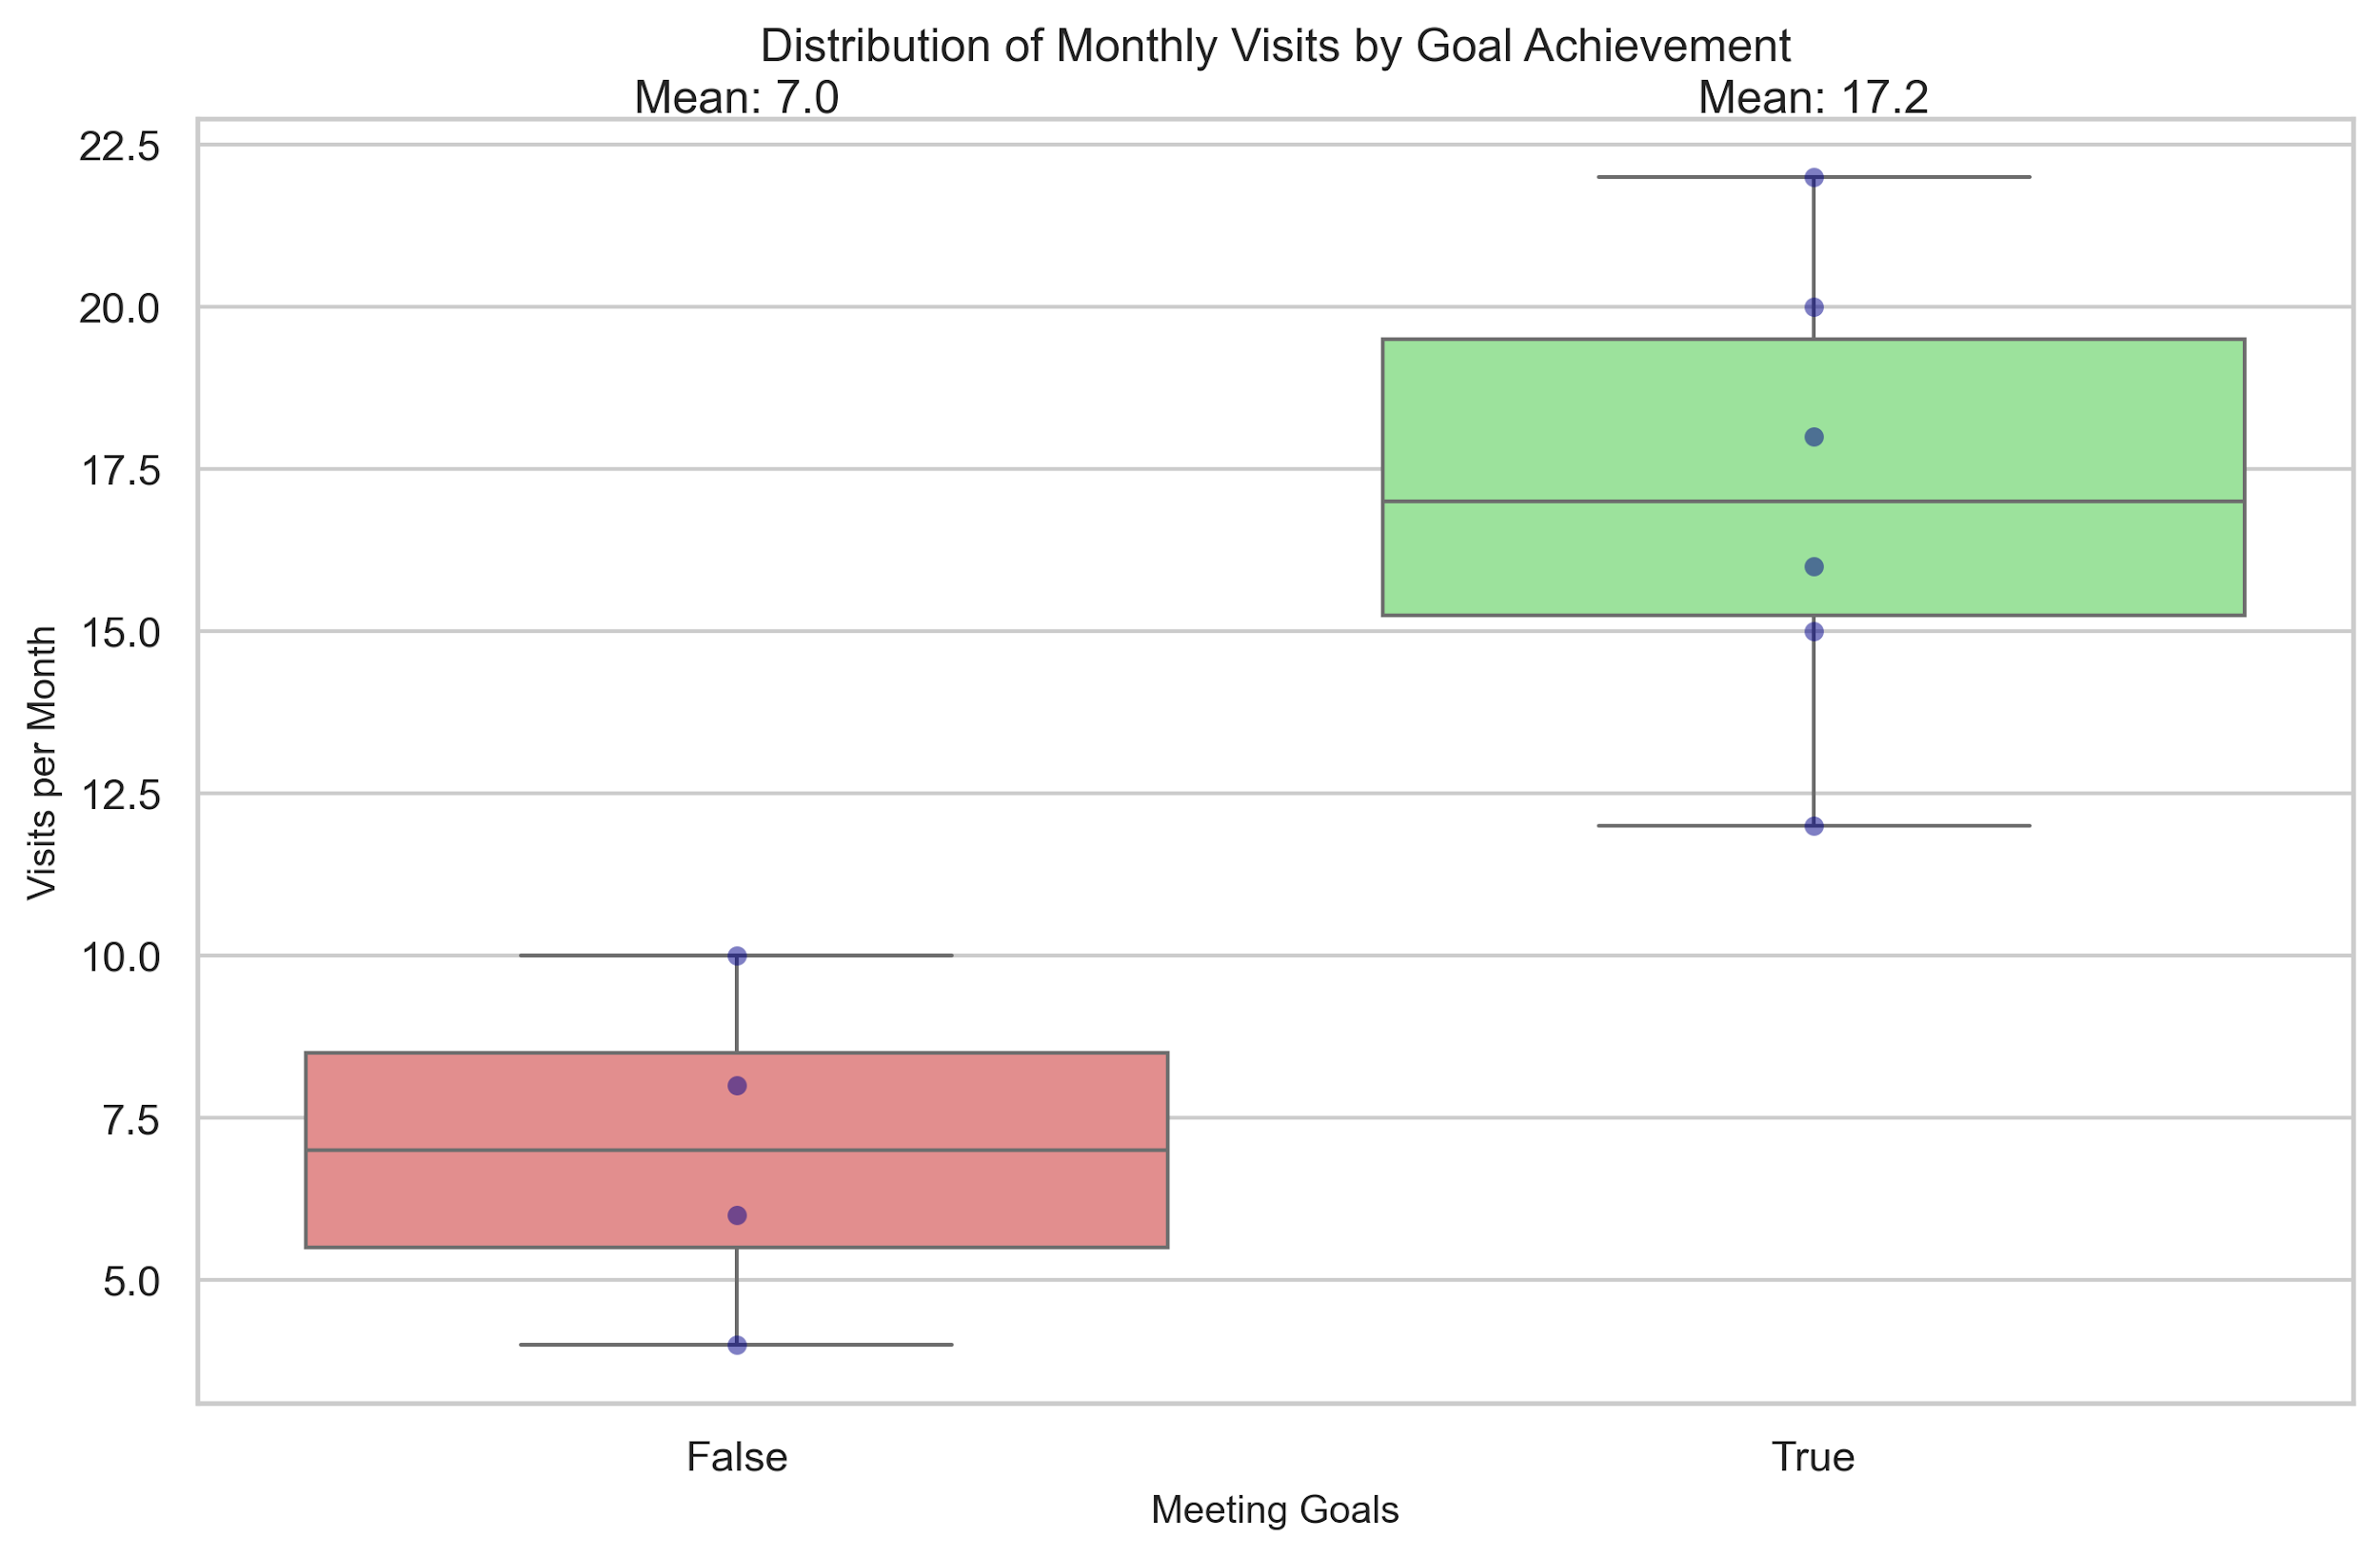 Distribution of Monthly Visits by Goal Achievement
Mean: 7.0
Mean: 17.2
22.5
20.0
17.5
15.0
12.5
10.0
7.5
5.0
Visits per Month
False
True
Meeting Goals